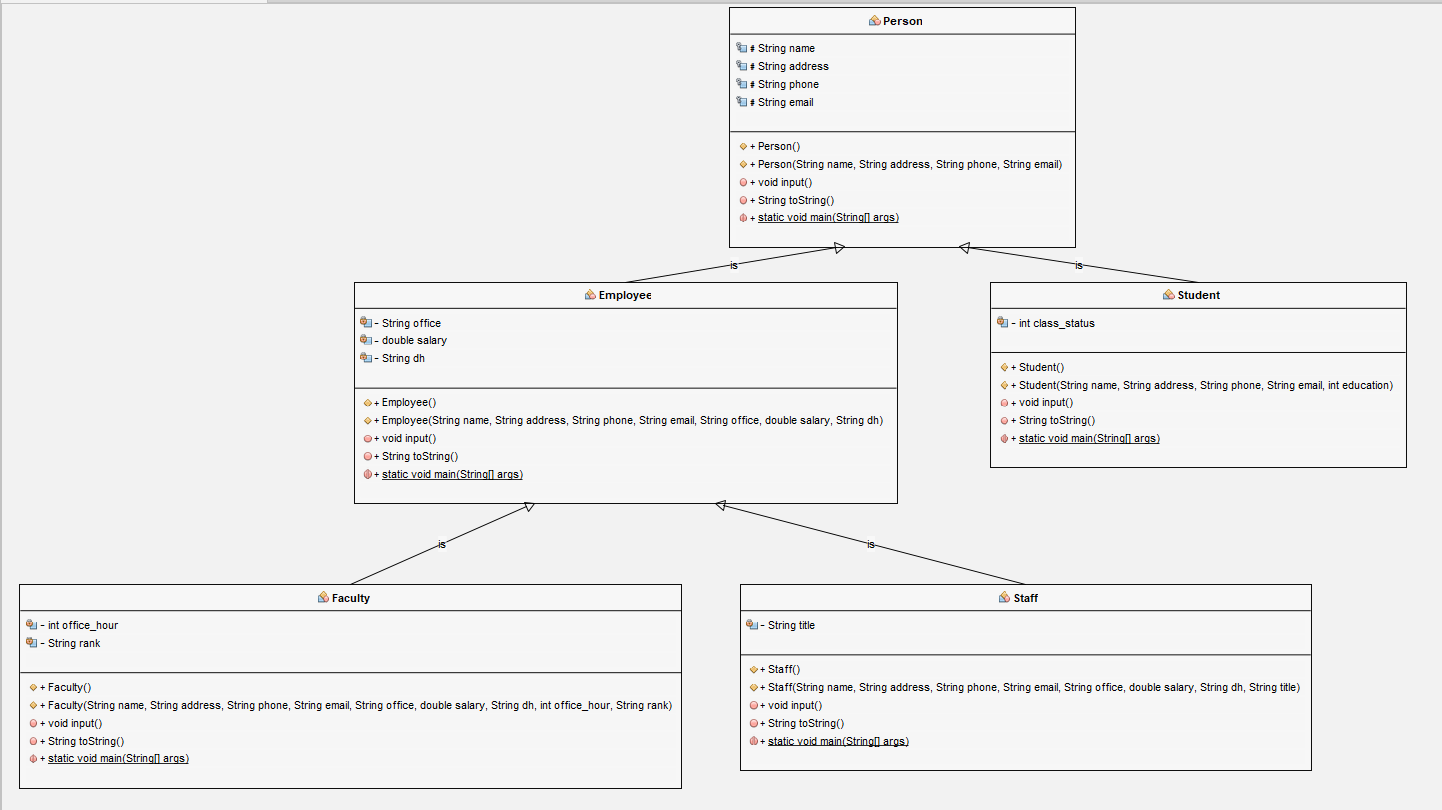 Person
# String name
# String address
# String phone
# String email
+ Person()
+ Person(String name, String address, String phone, String email)
+ void input()
+ String toString()
+ static void main(String[] args)
is
is
Employee
- String office
- double salary
- String dh
+ Employee()
+ Employee(String name, String address, String phone, String email, String office, double salary, String dh)
+ void input()
+ String toString()
+ static void main(String[] args)
Student
- int class_status
+ Student()
+ Student(String name, String address, String phone, String email, int education)
+ void input()
+ String toString()
+ static void main(String[] args)
is
is
Faculty
- int office_hour
- String rank
+ Faculty()
+ Faculty(String name, String address, String phone, String email, String office, double salary, String dh, int office_hour, String rank)
+ void input()
+ String toString()
+ static void main(String[] args)
Staff
- String title
+ Staff()
+ Staff(String name, String address, String phone, String email, String office, double salary, String dh, String title)
+ void input()
+ String toString()
+ static void main(String[] args)